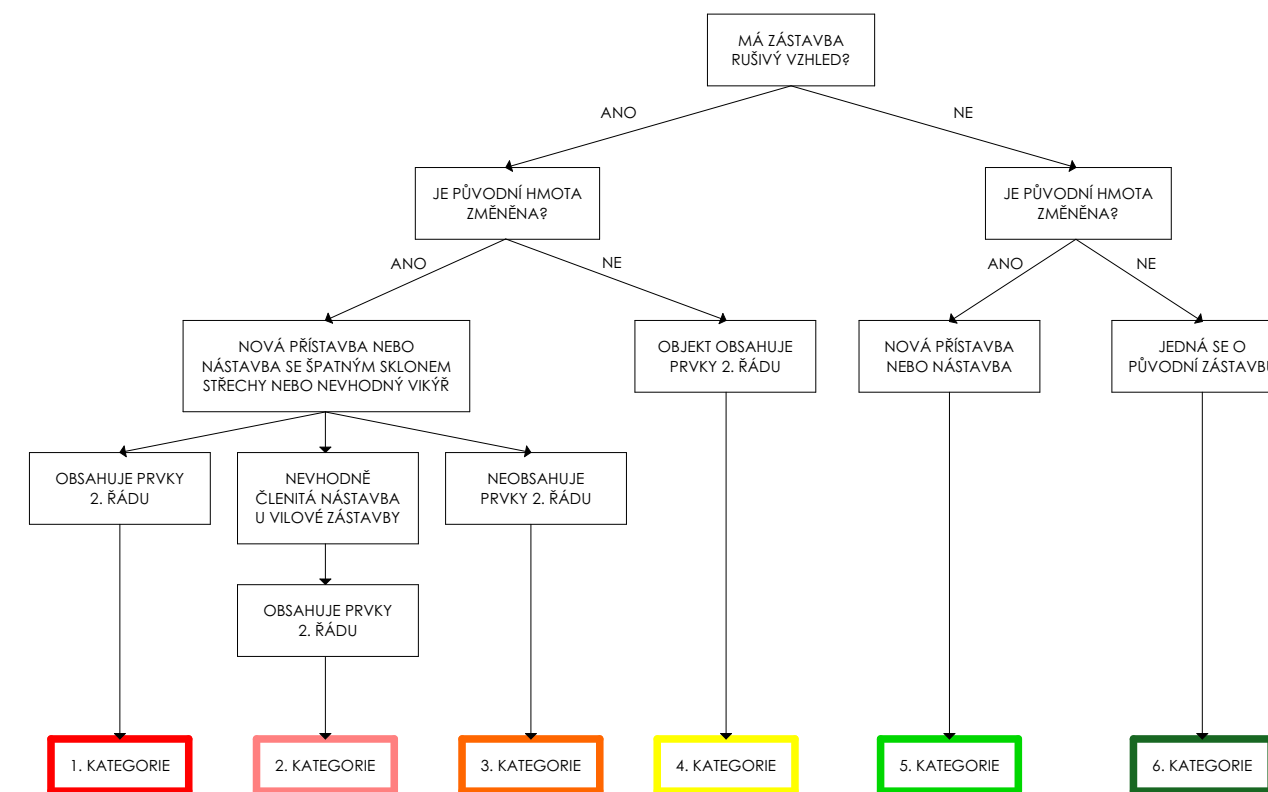 MÁ ZÁSTAVBA
RUŠIVÝ VZHLED?
ANO
NE
JE PŮVODNÍ HMOTA
ZMĚNĚNA?
JE PŮVODNÍ HMOTA
ZMĚNĚNA?
ANO
NE
ANO
NE
NOVÁ PŘÍSTAVBA NEBO
NÁSTAVBA SE ŠPATNÝM SKLONEM
STŘECHY NEBO NEVHODNÝ VIKÝŘ
OBJEKT OBSAHUJE
PRVKY 2. ŘÁDU
NOVÁ PŘÍSTAVBA
NEBO NÁSTAVBA
JEDNÁ SE O
PŮVODNÍ ZÁSTAVBU
OBSAHUJE PRVKY
2. ŘÁDU
NEVHODNĚ
ČLENITÁ NÁSTAVBA
U VILOVÉ ZÁSTAVBY
NEOBSAHUJE
PRVKY 2. ŘÁDU
OBSAHUJE PRVKY
2. ŘÁDU
1. KATEGORIE
2. KATEGORIE
3. KATEGORIE
4. KATEGORIE
5. KATEGORIE
6. KATEGORIE